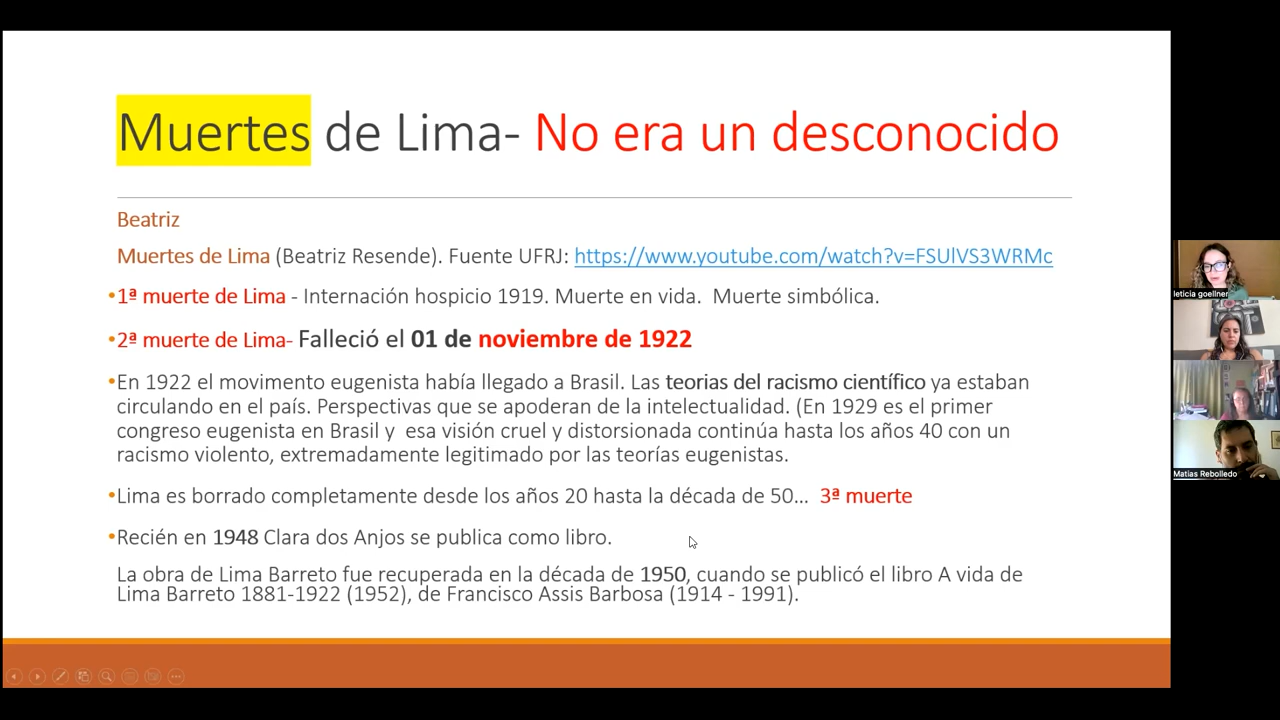 Muertes de Lima- No era un desconocido
Beatriz
Muertes de Lima (Beatriz Resende). Fuente UFRJ: https://www.youtube.com/watch?v=FSUlVS3WRMc
•1ª muerte de Lima - Internación hospicio 1919. Muerte en vida. Muerte simbólica.
•2ª muerte de Lima- Falleció el 01 de noviembre de 1922
•En 1922 el movimento eugenista había llegado a Brasil. Las teorias del racismo científico ya estaban
circulando en el país. Perspectivas que se apoderan de la intelectualidad. (En 1929 es el primer
congreso eugenista en Brasil y esa visión cruel y distorsionada continúa hasta los años 40 con un
racismo violento, extremadamente legitimado por las teorías eugenistas.
•Lima es borrado completamente desde los años 20 hasta la década de 50... 3ª muerte
•Recién en 1948 Clara dos Anjos se publica como libro.
La obra de Lima Barreto fue recuperada en la década de 1950, cuando se publicó el libro A vida de
Lima Barreto 1881-1922 (1952), de Francisco Assis Barbosa (1914 - 1991).
leticia goellner
Matias Rebolledo